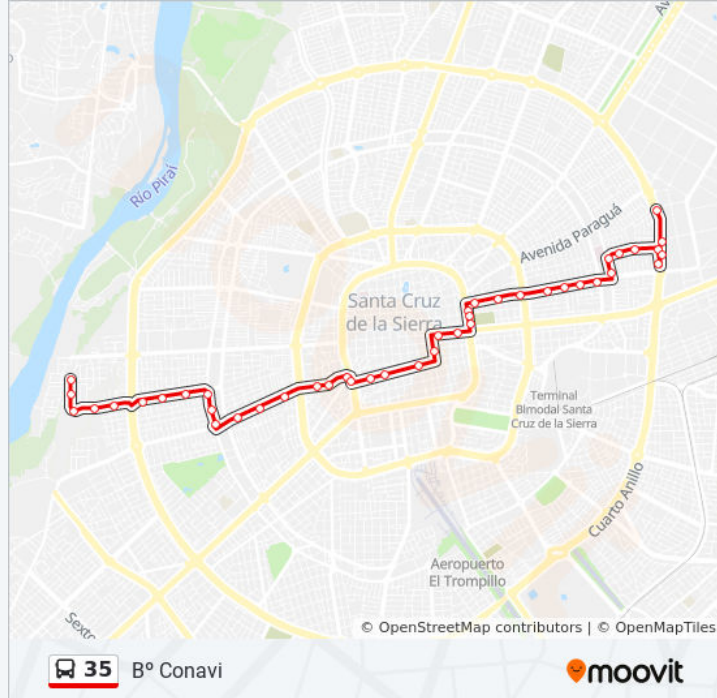 Av
Río Piraí
Avenida Paraguá
Santa Cruz
de la Sierra
Terminal
Bimodal Santa
Cruz de la Sierra
Cuarto Anillo
Aeropuerto
El Trompillo
Sexto
© OpenStreetMap contributors | © OpenMapTiles
35 Bº Conavi
moovit